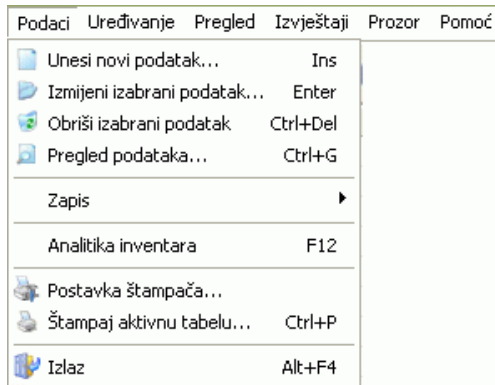 Podaci Uređivanje Pregled Izvještaji Prozor Pomoć
Unesi novi podatak... Ins
Izmijeni izabrani podatak... Enter
Obriši izabrani podatak Ctrl+Del
Pregled podataka... Ctrl+G
Zapis
Analitika inventara F12
Postavka štampača...
Štampaj aktivnu tabelu... Ctrl+P
Izlaz Alt+F4